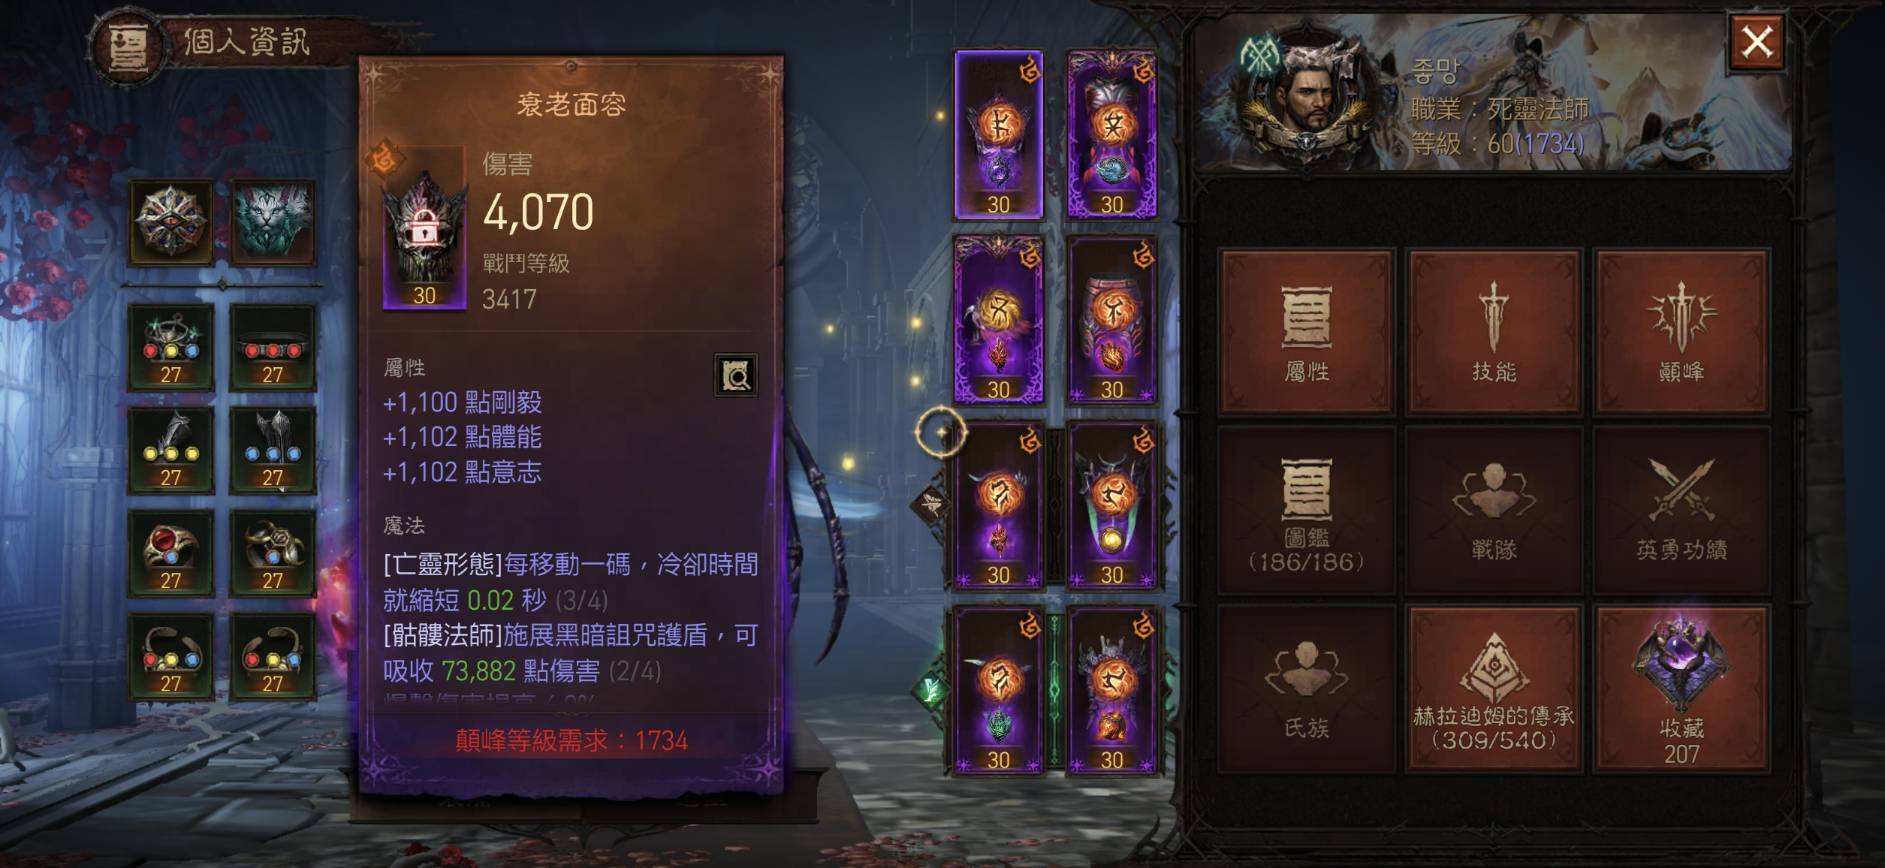 個人資訊
衰老面容
傷害
4,070
戰鬥等級
3417
30
屬性
+1,100 點剛毅
+1,102 點體能
+1,102 點意志
魔法
[亡靈形態]每移動一碼，冷卻時間
就縮短 0.02 秒 (3/4)
[骷髏法師]施展黑暗詛咒護盾，可
吸收 73,882 點傷害 (2/4)
顛峰等級需求：1734
27
27
27
27
27
27
27
27
30
30
30
30
30
30
30
30
좀망
職業：死靈法師
等級：60(1734)
屬性
技能
顛峰
圖鑑
(186/186)
戰隊
英勇功績
氏族
赫拉迪姆的傳承
(309/540)
收藏
207